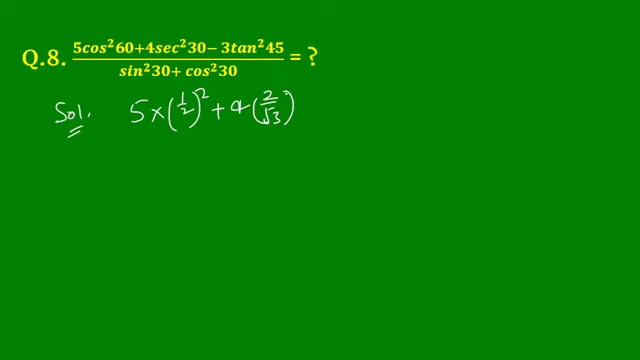 Q.8. (5cos²60+4sec²30− 3tan²45)/(sin²30+ cos²30) = ?
Sol. 5×(1/2)² + 4(2/√3)